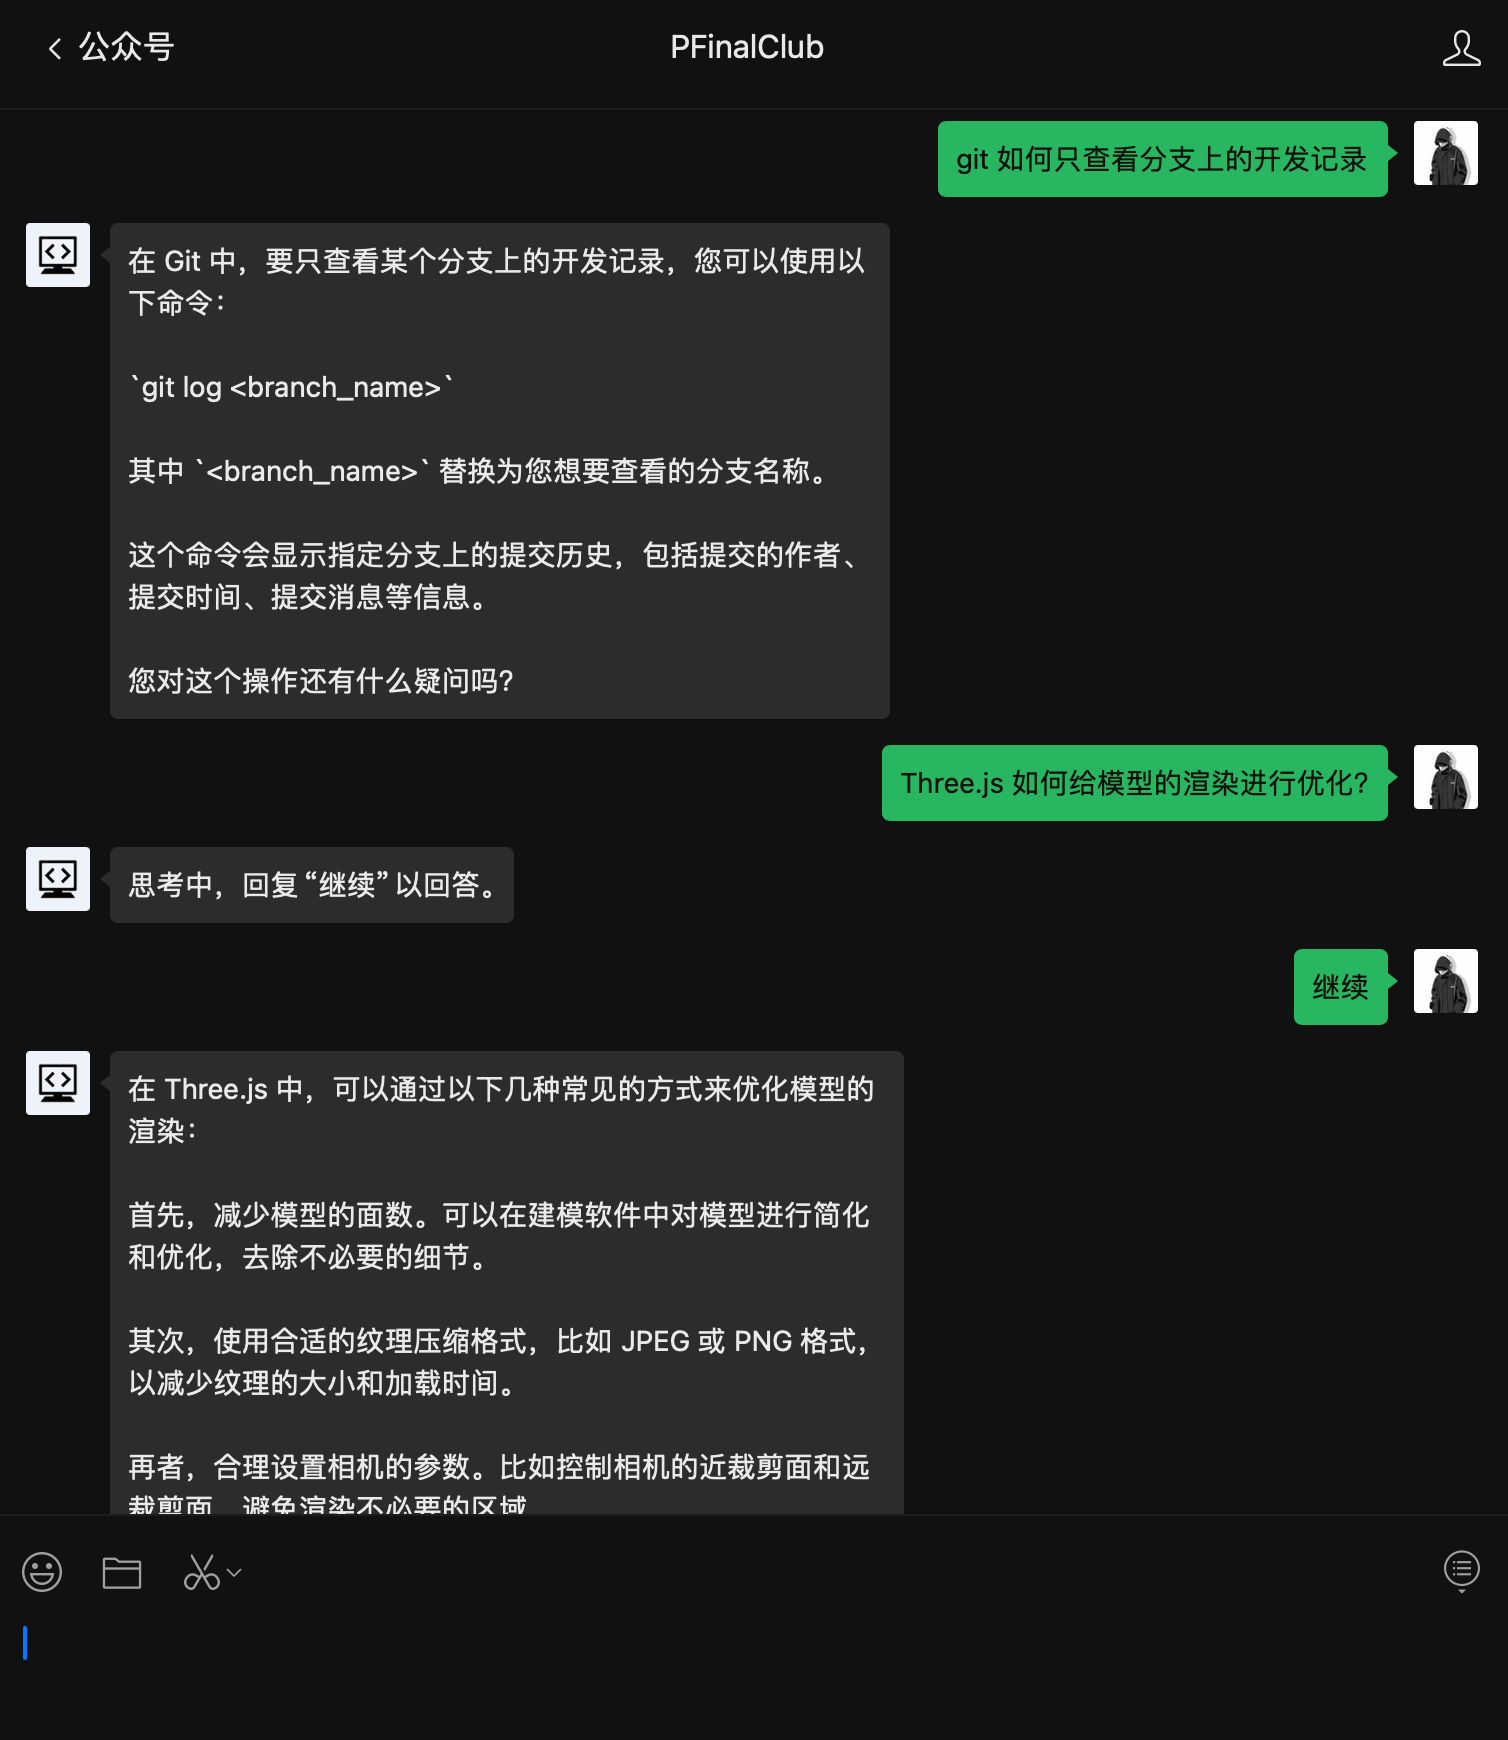 公众号
PFinalClub
git 如何只查看分支上的开发记录
在 Git 中，要只查看某个分支上的开发记录，您可以使用以
下命令：
`git log <branch_name>`
其中 `<branch_name>` 替换为您想要查看的分支名称。
这个命令会显示指定分支上的提交历史，包括提交的作者、
提交时间、提交消息等信息。
您对这个操作还有什么疑问吗？
Three.js 如何给模型的渲染进行优化？
思考中，回复“继续”以回答。
继续
在 Three.js 中，可以通过以下几种常见的方式来优化模型的
渲染：
首先，减少模型的面数。可以在建模软件中对模型进行简化
和优化，去除不必要的细节。
其次，使用合适的纹理压缩格式，比如 JPEG 或 PNG 格式，
以减少纹理的大小和加载时间。
再者，合理设置相机的参数。比如控制相机的近裁剪面和远
裁剪面，避免渲染不必要的区域